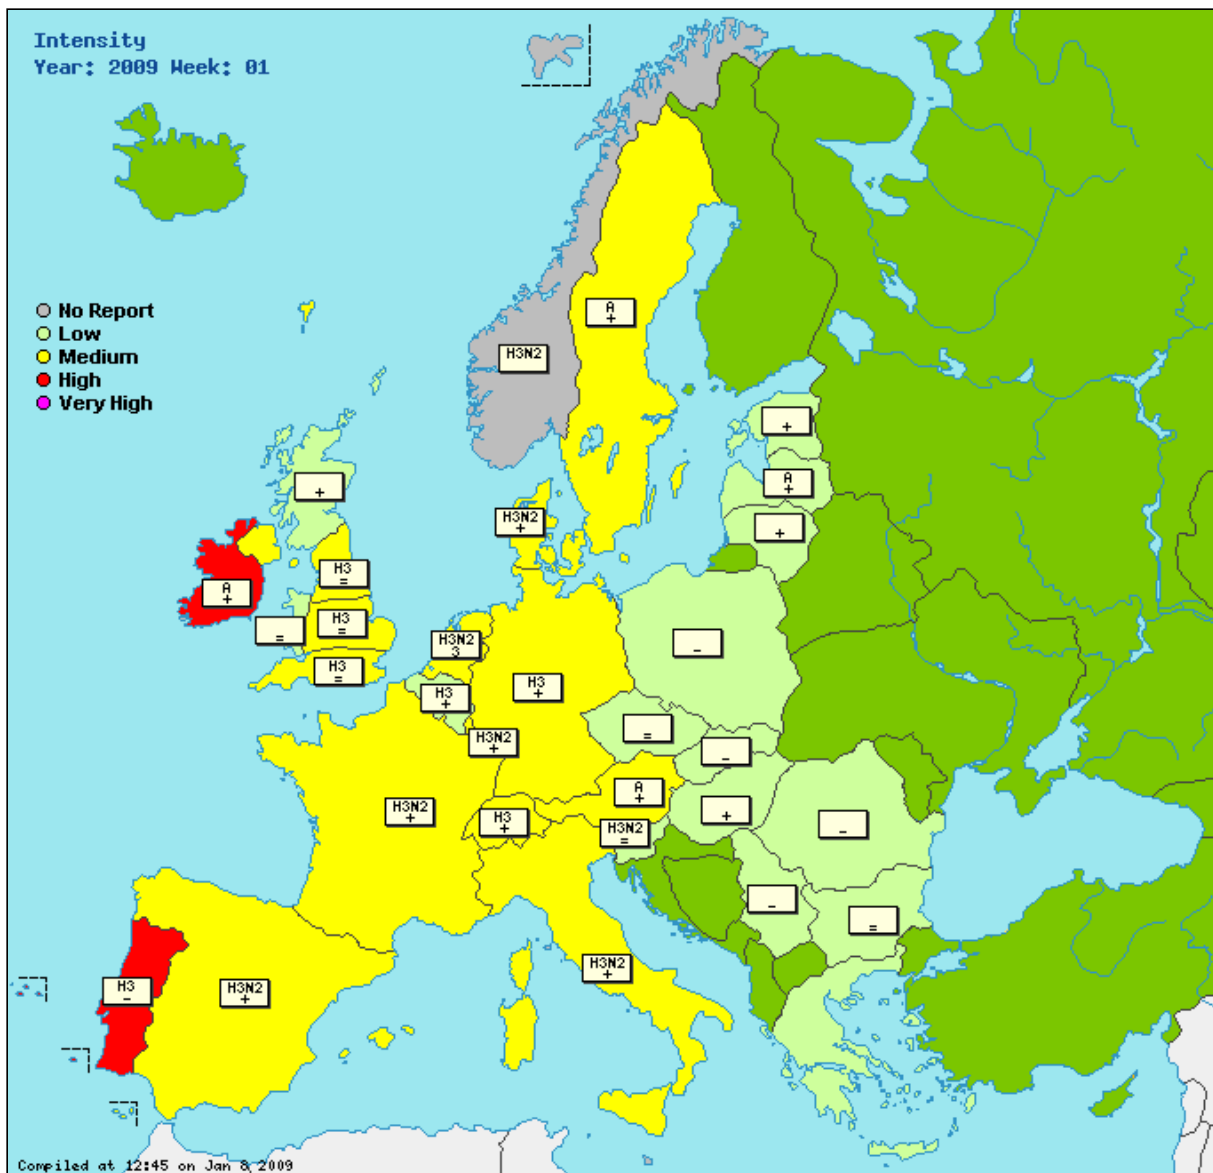 Intensity
Year: 2009 Week: 01
No Report
Low
Medium
High
Very High
A
+
H3N2
+
A
+
+
+
H3N2
+
H3
=
A
+
H3
=
=
H3N2
3
-
H3
=
H3
+
H3
+
=
H3N2
+
-
A
+
H3N2
+
H3
+
+
-
H3N2
=
-
=
H3N2
+
H3
-
H3N2
+
Compiled at 12:45 on Jan 8 2009